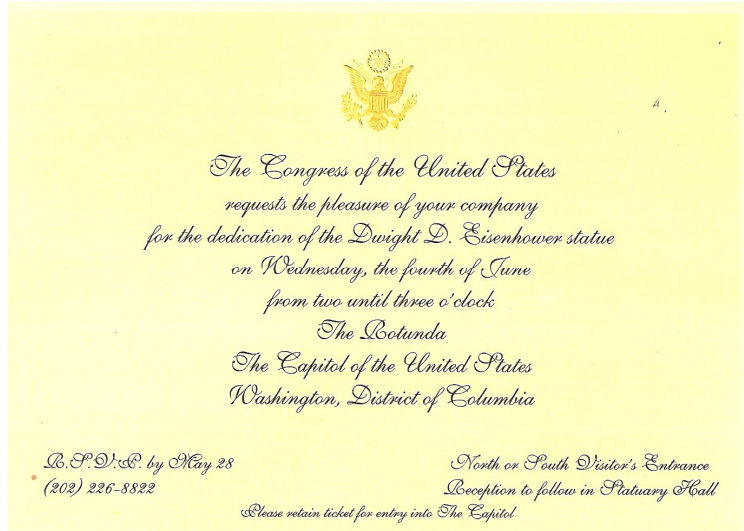 The Congress of the United States
requests the pleasure of your company
for the dedication of the Dwight D. Eisenhower statue
on Wednesday, the fourth of June
from two until three o'clock
The Rotunda
The Capitol of the United States
Washington, District of Columbia
R.S.V.P. by May 28
(202) 226-8822
North or South Visitor's Entrance
Reception to follow in Statuary Hall
Please retain ticket for entry into The Capitol